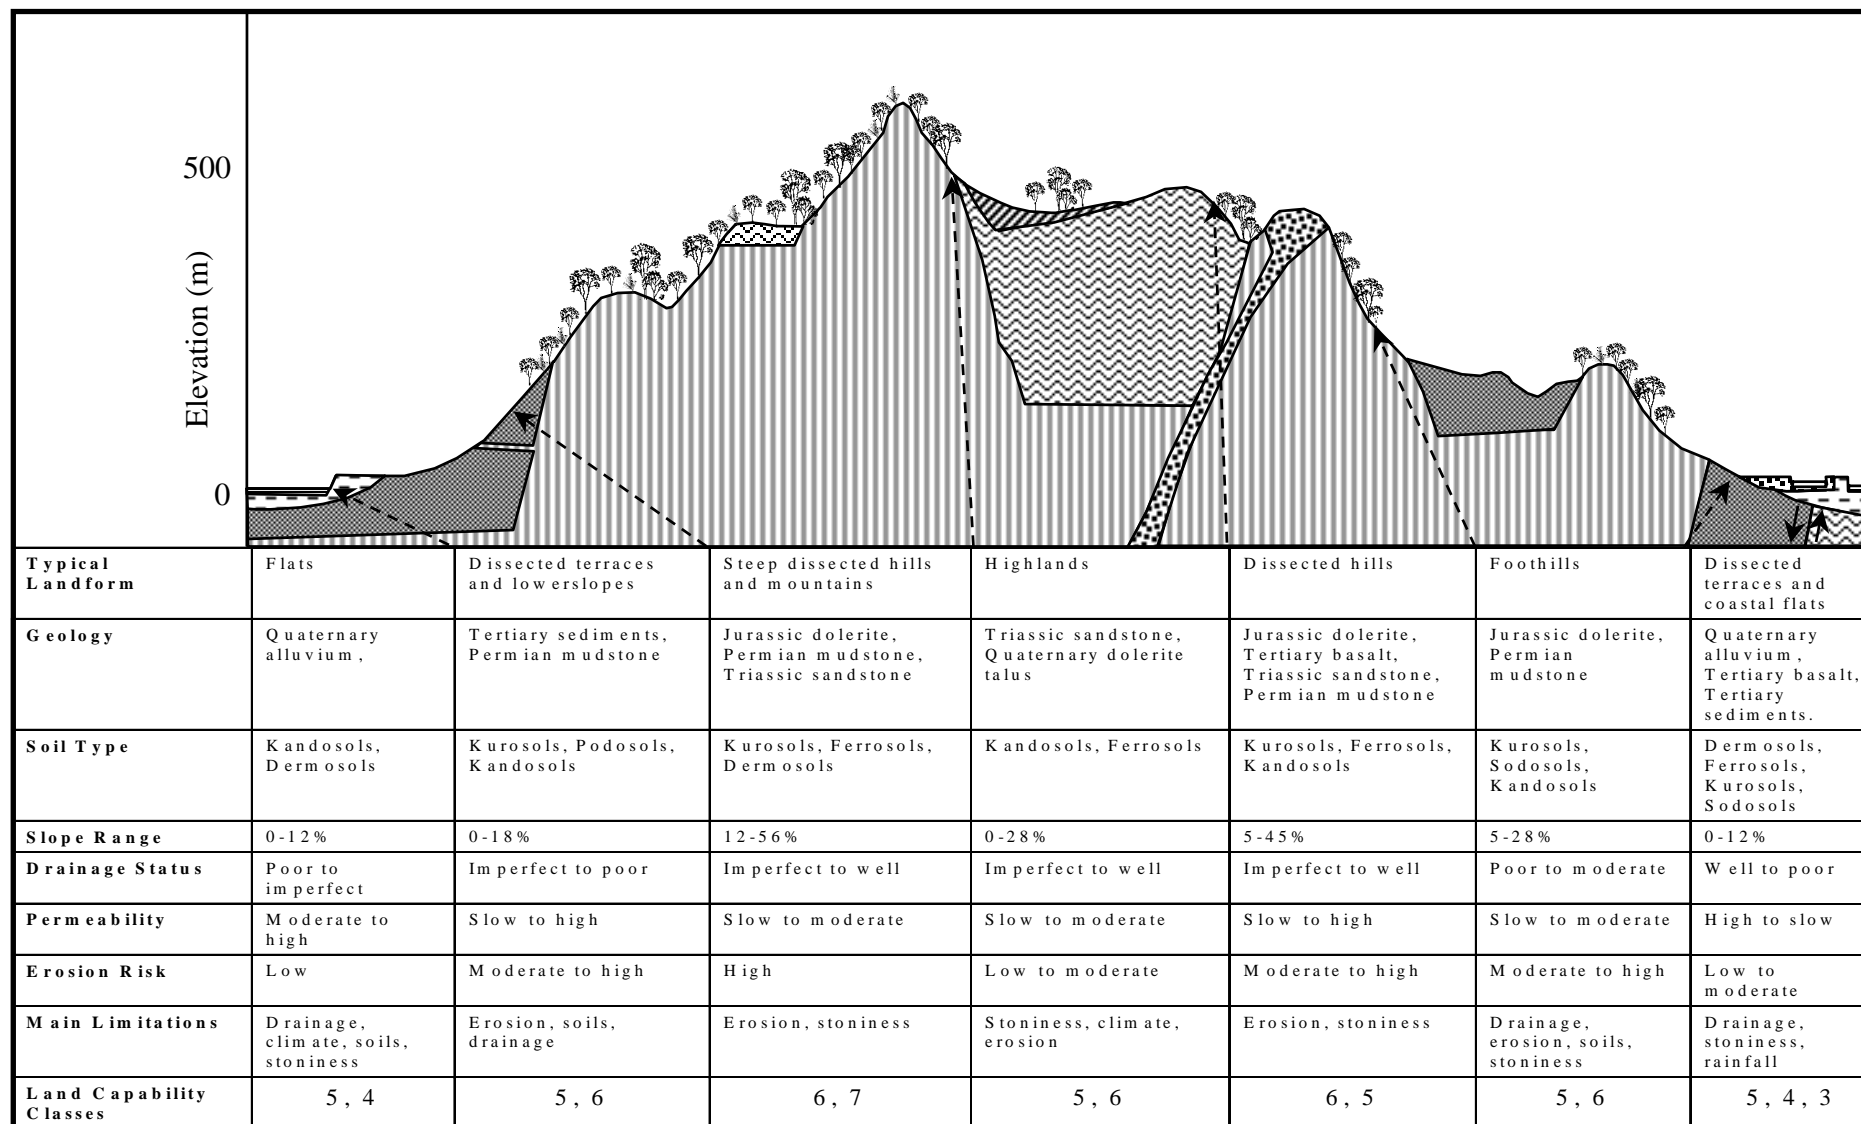 500
Elevation (m)
0
Typical
Landform
Flats
Dissected terraces
and lowerslopes
Steep dissected hills
and mountains
Highlands
Dissected hills
Foothills
Dissected
terraces and
coastal flats
Geology
Quaternary
alluvium,
Tertiary sediments,
Permian mudstone
Jurassic dolerite,
Permian mudstone,
Triassic sandstone
Triassic sandstone,
Quaternary dolerite
talus
Jurassic dolerite,
Tertiary basalt,
Triassic sandstone,
Permian mudstone
Jurassic dolerite,
Permian
mudstone
Quaternary
alluvium,
Tertiary basalt,
Tertiary
sediments.
Soil Type
Kandosols,
Dermosols
Kurosols, Podosols,
Kandosols
Kurosols, Ferrosols,
Dermosols
Kandosols, Ferrosols
Kurosols, Ferrosols,
Kandosols
Kurosols,
Sodosols,
Kandosols
Dermosols,
Ferrosols,
Kurosols,
Sodosols
Slope Range
0-12%
0-18%
12-56%
0-28%
5-45%
5-28%
0-12%
Drainage Status
Poor to
imperfect
Imperfect to poor
Imperfect to well
Imperfect to well
Imperfect to well
Poor to moderate
Well to poor
Permeability
Moderate to
high
Slow to high
Slow to moderate
Slow to moderate
Slow to high
Slow to moderate
High to slow
Erosion Risk
Low
Moderate to high
High
Low to moderate
Moderate to high
Moderate to high
Low to
moderate
Main Limitations
Drainage,
climate, soils,
stoniness
Erosion, soils,
drainage
Erosion, stoniness
Stoniness, climate,
erosion
Erosion, stoniness
Drainage,
erosion, soils,
stoniness
Drainage,
stoniness,
rainfall
Land Capability
Classes
5, 4
5, 6
6, 7
5, 6
6, 5
5, 6
5, 4, 3